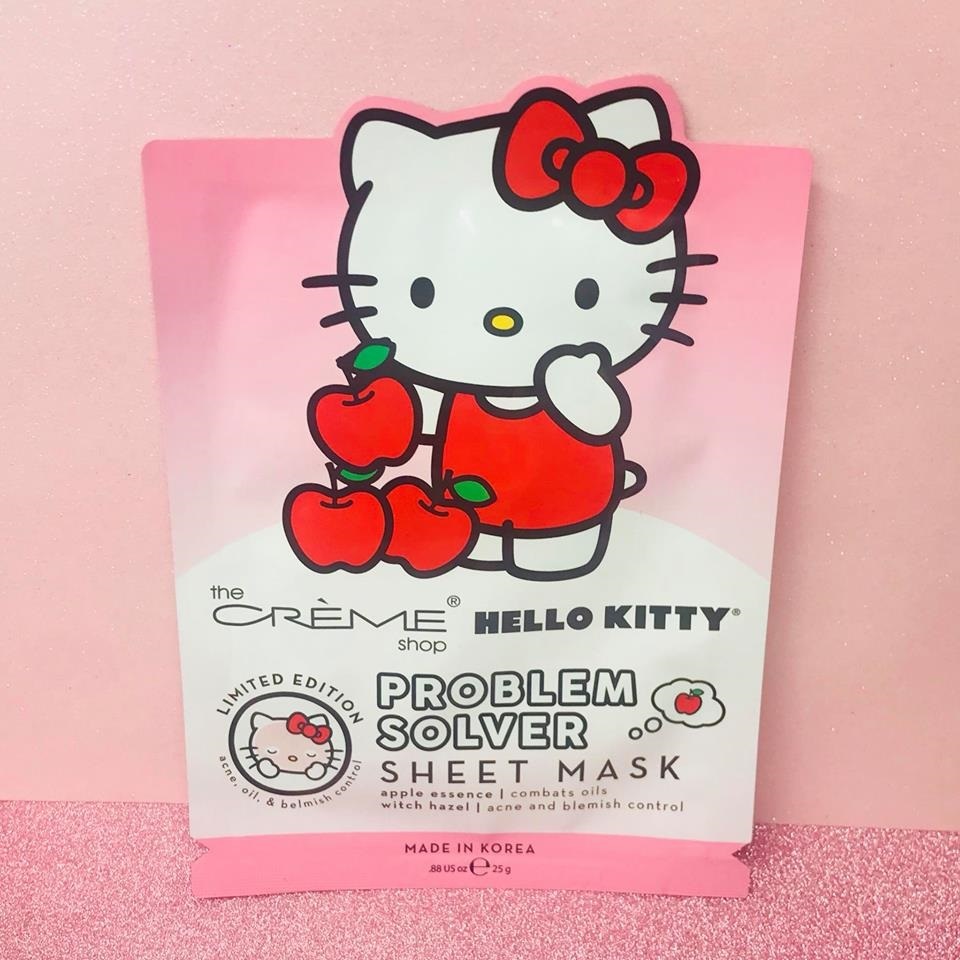 the
CRÈME®
shop
HELLO KITTY®
LIMITED EDITION
acne, oil, & belmish control
PROBLEM
SOLVER
SHEET MASK
apple essence | combats oils
witch hazel | acne and blemish control
MADE IN KOREA
.88 US oz ℮ 25 g